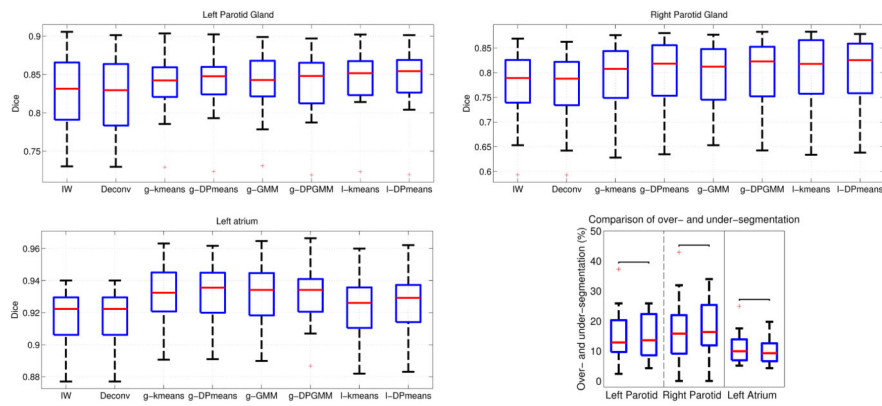 Left Parotid Gland
0.9
0.85
0.8
0.75
Dice
IW Deconv g-kmeans g-DPmeans g-GMM g-DPGMM l-kmeans l-DPmeans
Right Parotid Gland
0.85
0.8
0.75
0.7
0.65
0.6
Dice
IW Deconv g-kmeans g-DPmeans g-GMM g-DPGMM l-kmeans l-DPmeans
Left atrium
0.96
0.94
0.92
0.9
0.88
Dice
IW Deconv g-kmeans g-DPmeans g-GMM g-DPGMM l-kmeans l-DPmeans
Comparison of over- and under-segmentation
50
40
30
20
10
0
Over- and under-segmentation (%)
Left Parotid Right Parotid Left Atrium